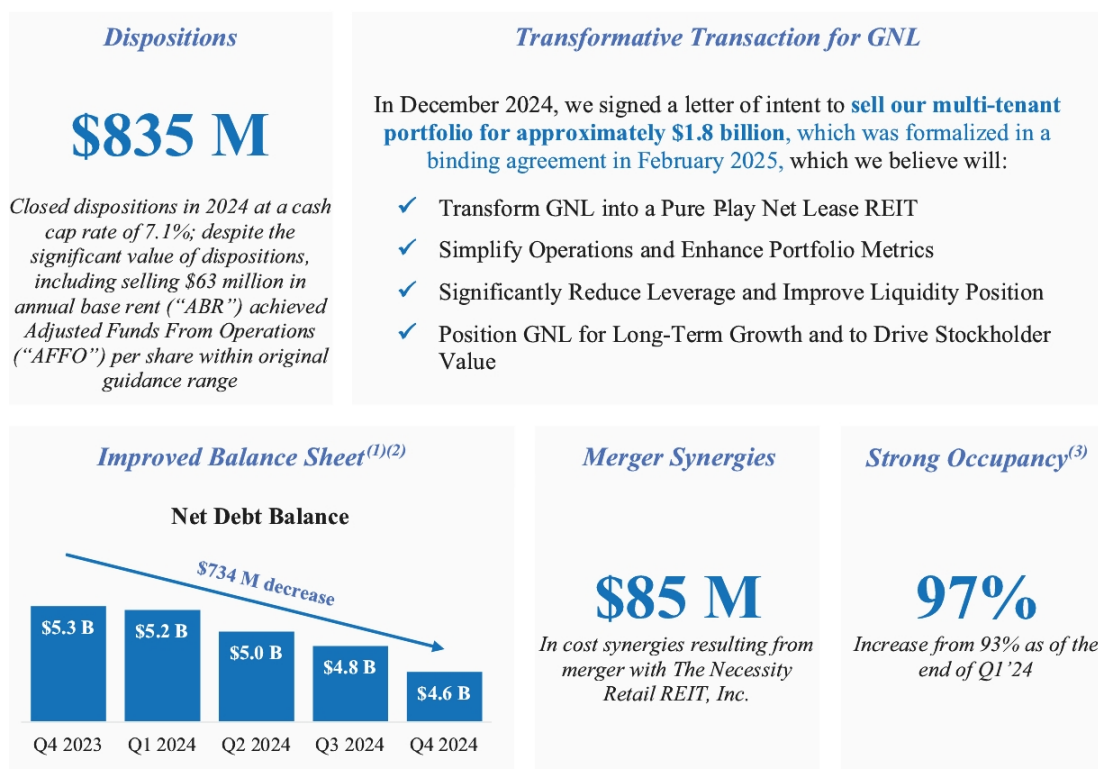 Dispositions
$835 M
Closed dispositions in 2024 at a cash
cap rate of 7.1%; despite the
significant value of dispositions,
including selling $63 million in
annual base rent (“ABR”) achieved
Adjusted Funds From Operations
(“AFFO”) per share within original
guidance range
Transformative Transaction for GNL
In December 2024, we signed a letter of intent to sell our multi-tenant
portfolio for approximately $1.8 billion, which was formalized in a
binding agreement in February 2025, which we believe will:
✓ Transform GNL into a Pure Play Net Lease REIT
✓ Simplify Operations and Enhance Portfolio Metrics
✓ Significantly Reduce Leverage and Improve Liquidity Position
✓ Position GNL for Long-Term Growth and to Drive Stockholder
Value
Improved Balance Sheet(1)(2)
Net Debt Balance
$734 M decrease
$5.3 B
$5.2 B
$5.0 B
$4.8 B
$4.6 B
Q4 2023
Q1 2024
Q2 2024
Q3 2024
Q4 2024
Merger Synergies
$85 M
In cost synergies resulting from
merger with The Necessity
Retail REIT, Inc.
Strong Occupancy(3)
97%
Increase from 93% as of the
end of Q1’24